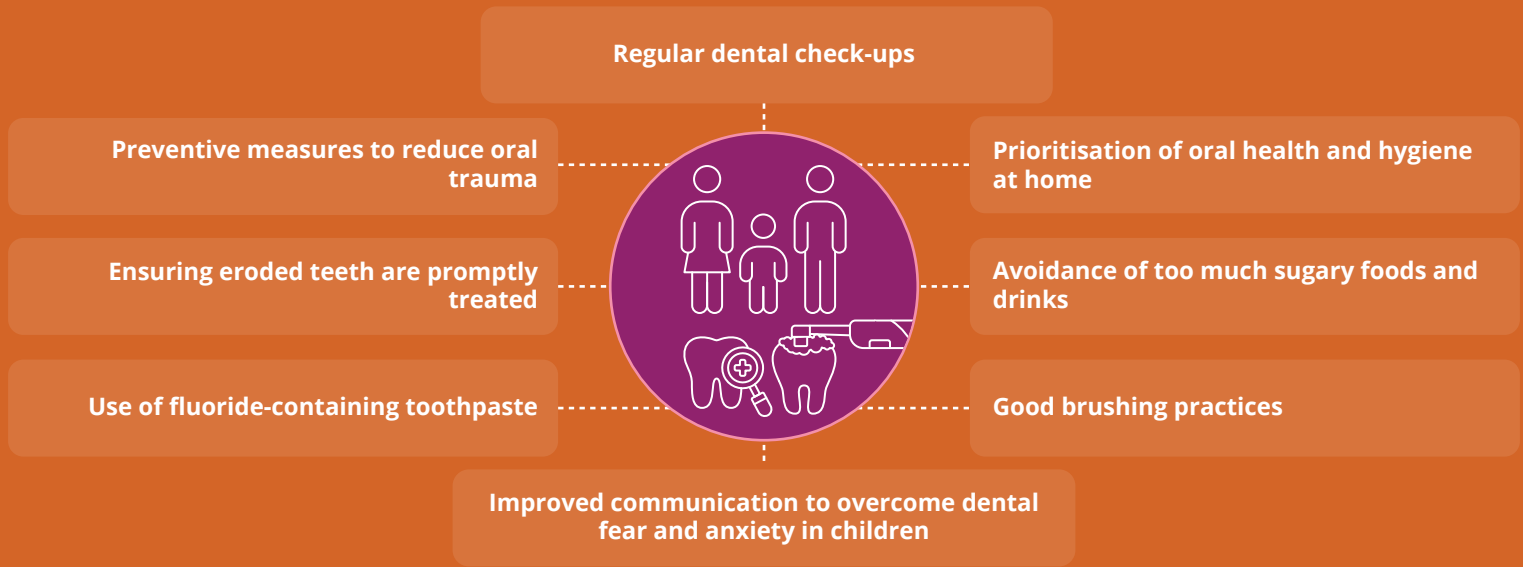 Regular dental check-ups
Preventive measures to reduce oral
trauma
Prioritisation of oral health and hygiene
at home
Ensuring eroded teeth are promptly
treated
Avoidance of too much sugary foods and
drinks
Use of fluoride-containing toothpaste
Good brushing practices
Improved communication to overcome dental
fear and anxiety in children